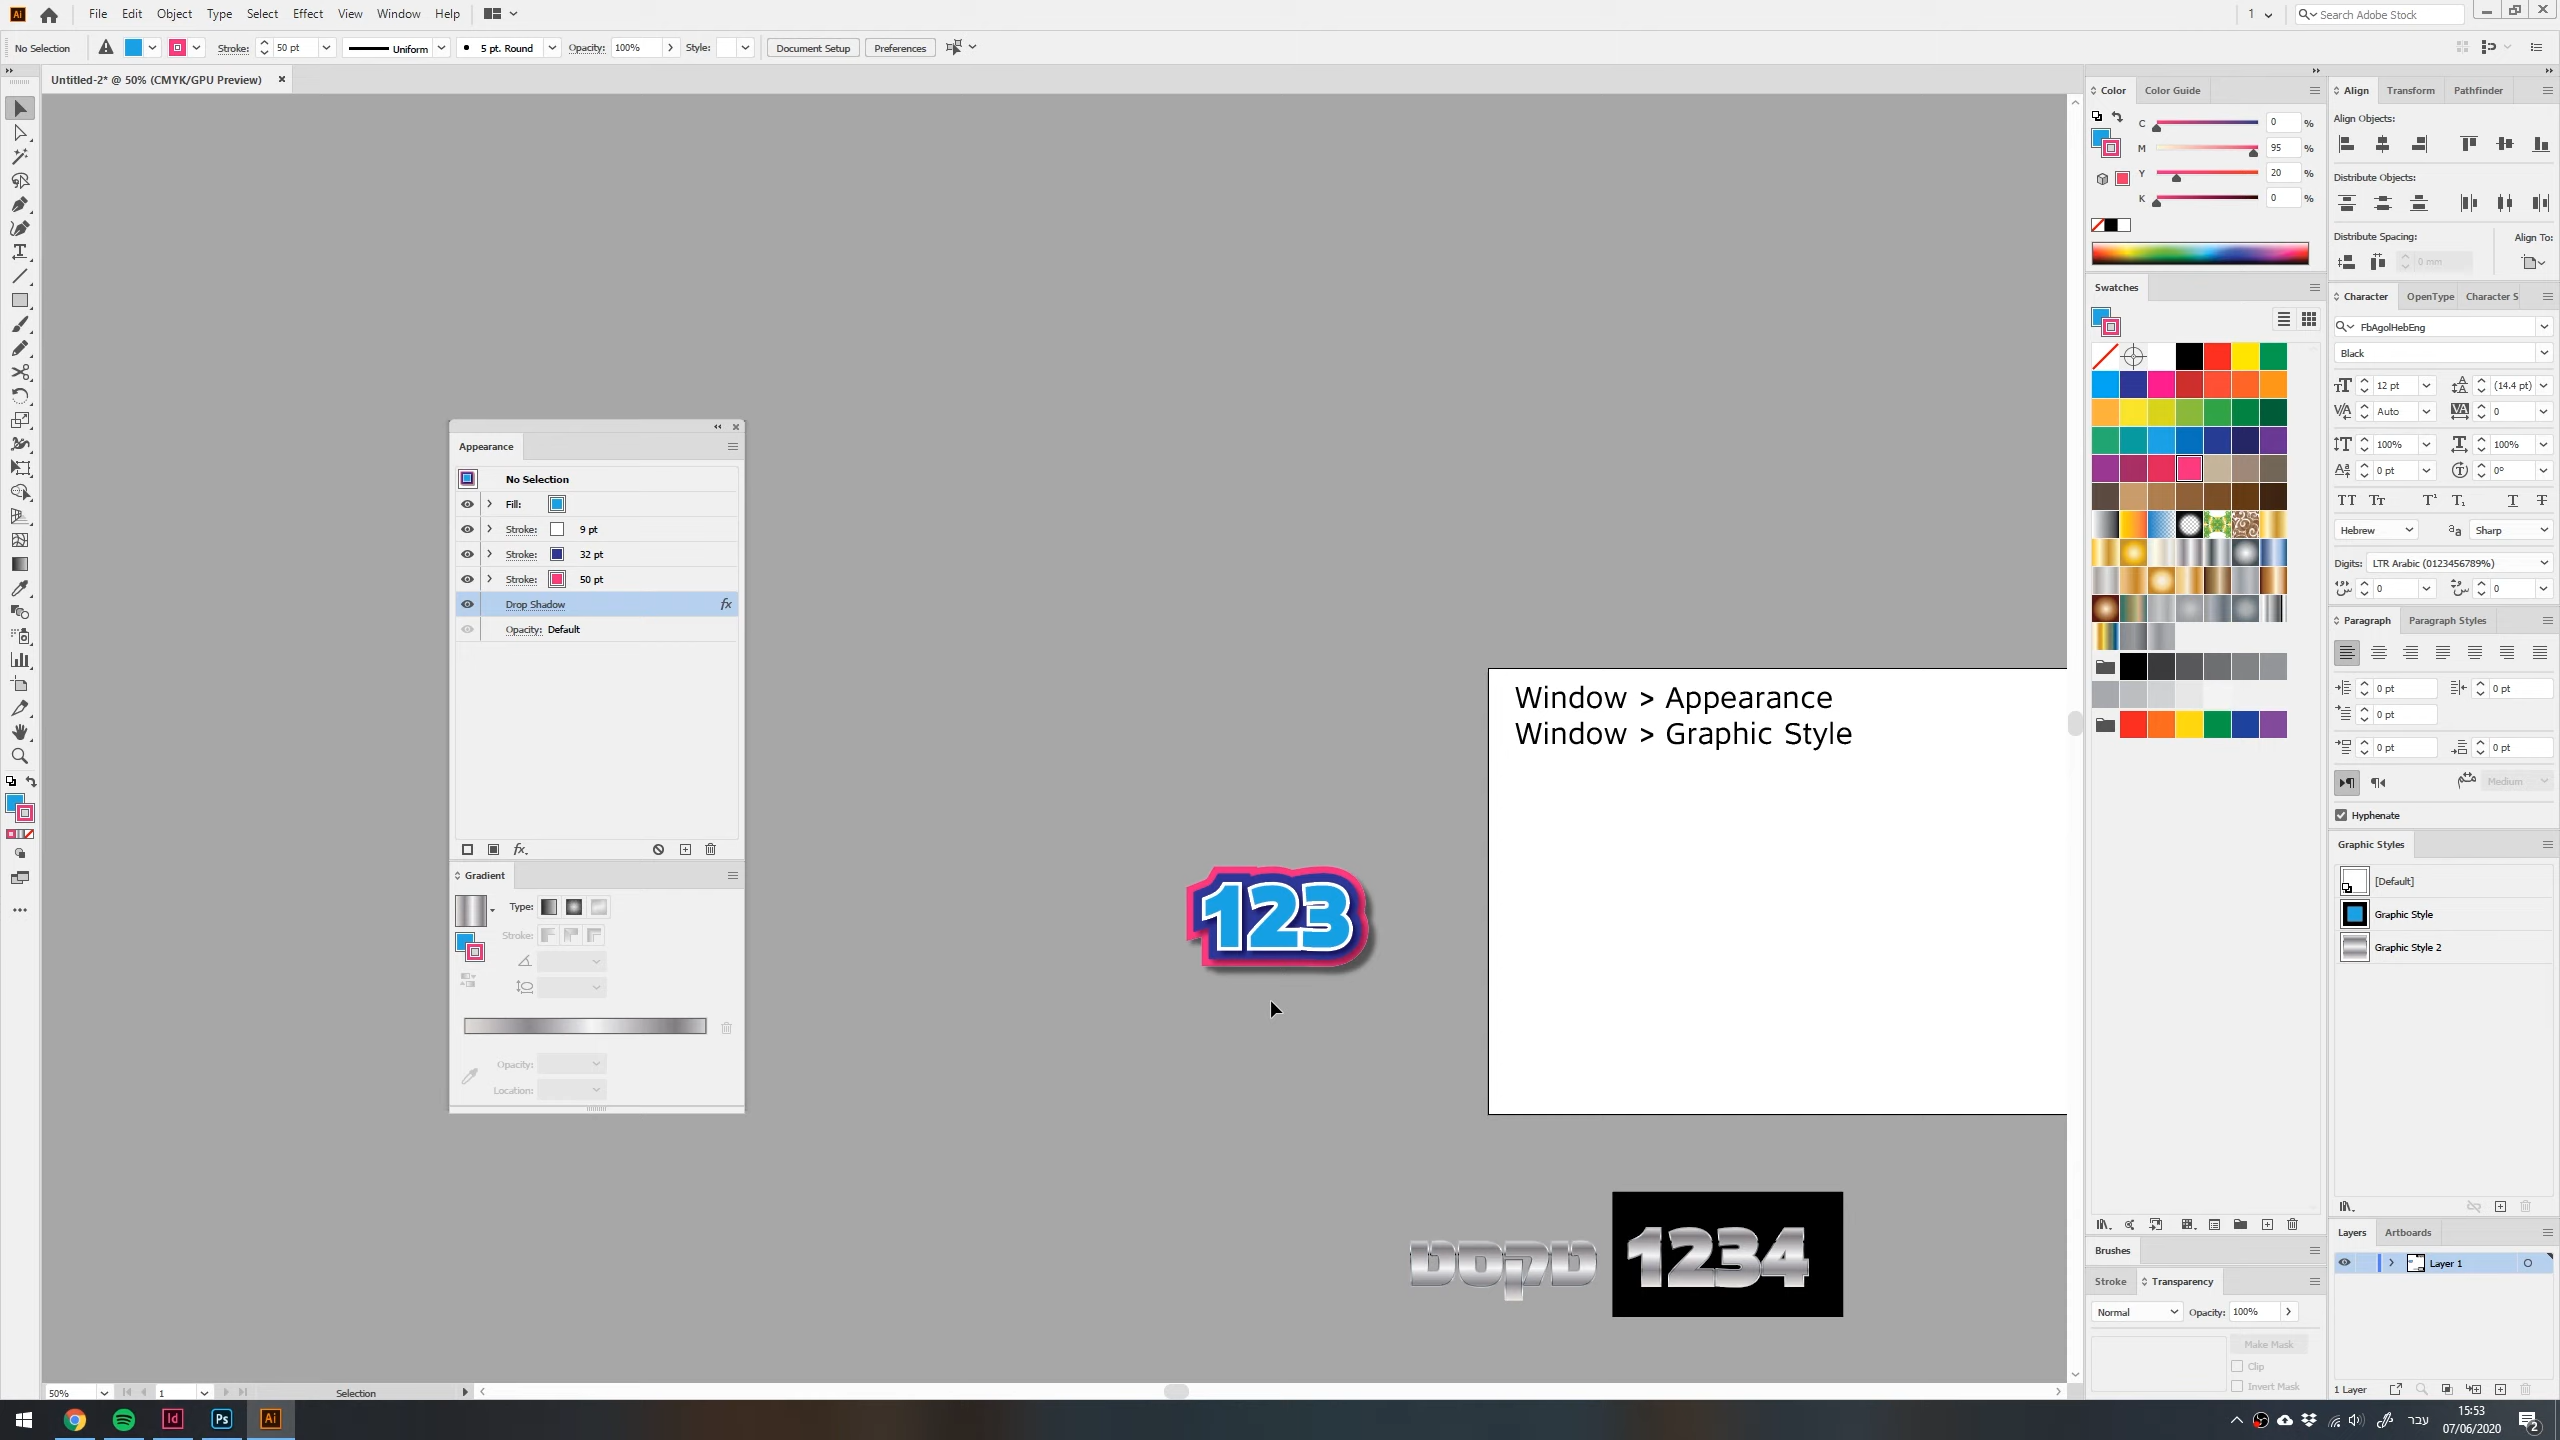 File Edit Object Type Select Effect View Window Help
1
Search Adobe Stock
No Selection
Stroke: 50 pt
Uniform
5 pt. Round
Opacity: 100%
Style:
Document Setup
Preferences
Untitled-2* @ 50% (CMYK/GPU Preview)
Appearance
No Selection
Fill:
Stroke: 9 pt
Stroke: 32 pt
Stroke: 50 pt
Drop Shadow fx
Opacity: Default
fx
Gradient
Type:
Stroke:
Opacity:
Location:
Window > Appearance
Window > Graphic Style
123
טקסט
1234
Color
Color Guide
C 0 %
M 95 %
Y 20 %
K 0 %
Swatches
Brushes
Stroke
Transparency
Normal
Opacity: 100%
Make Mask
Clip
Invert Mask
Align
Transform
Pathfinder
Align Objects:
Distribute Objects:
Distribute Spacing:
Align To:
0 mm
Character
OpenType
Character S
FbAgolHebEng
Black
12 pt
(14.4 pt)
Auto
0
100%
100%
0 pt
0°
Hebrew
Sharp
Digits: LTR Arabic (0123456789%)
0
0
Paragraph
Paragraph Styles
0 pt
0 pt
0 pt
0 pt
0 pt
Medium
Hyphenate
Graphic Styles
[Default]
Graphic Style
Graphic Style 2
Layers
Artboards
Layer 1
1 Layer
50%
1
Selection
Id
Ps
Ai
עבר
15:53
07/06/2020
2